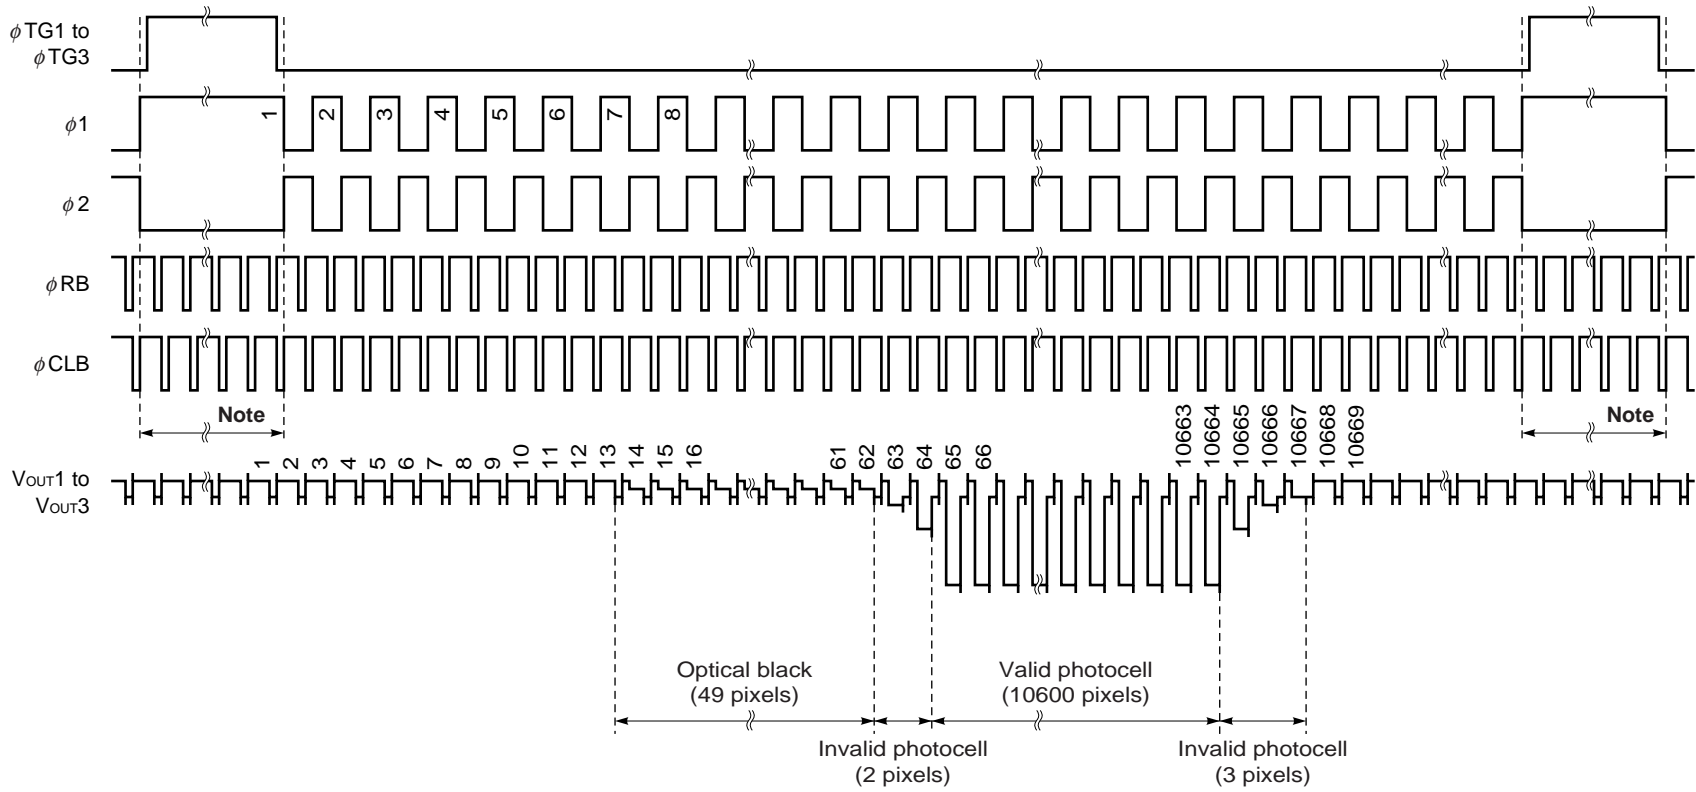 ϕTG1 to
ϕTG3
ϕ1
1 2 3 4 5 6 7 8
ϕ2
ϕRB
ϕCLB
Note Note
VOUT1 to
VOUT3
1 2 3 4 5 6 7 8 9 10 11 12 13 14 15 16 61 62 63 64 65 66 10663 10664 10665 10666 10667 10668 10669
Optical black
(49 pixels)
Valid photocell
(10600 pixels)
Invalid photocell
(2 pixels)
Invalid photocell
(3 pixels)